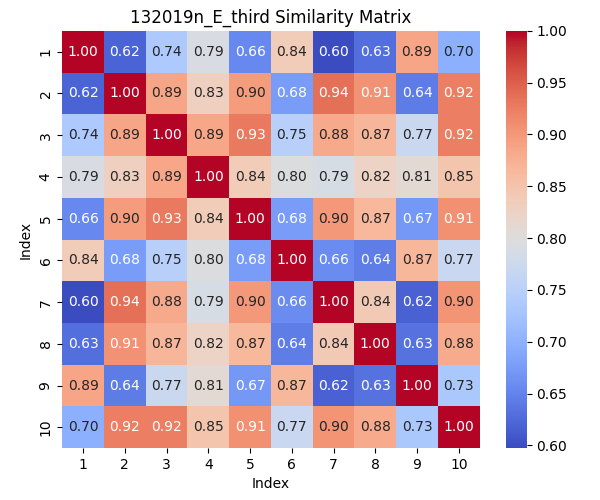 132019n_E_third Similarity Matrix
1 1.00 0.62 0.74 0.79 0.66 0.84 0.60 0.63 0.89 0.70
2 0.62 1.00 0.89 0.83 0.90 0.68 0.94 0.91 0.64 0.92
3 0.74 0.89 1.00 0.89 0.93 0.75 0.88 0.87 0.77 0.92
4 0.79 0.83 0.89 1.00 0.84 0.80 0.79 0.82 0.81 0.85
5 0.66 0.90 0.93 0.84 1.00 0.68 0.90 0.87 0.67 0.91
6 0.84 0.68 0.75 0.80 0.68 1.00 0.66 0.64 0.87 0.77
7 0.60 0.94 0.88 0.79 0.90 0.66 1.00 0.84 0.62 0.90
8 0.63 0.91 0.87 0.82 0.87 0.64 0.84 1.00 0.63 0.88
9 0.89 0.64 0.77 0.81 0.67 0.87 0.62 0.63 1.00 0.73
10 0.70 0.92 0.92 0.85 0.91 0.77 0.90 0.88 0.73 1.00
1 2 3 4 5 6 7 8 9 10
Index
Index
1.00
0.95
0.90
0.85
0.80
0.75
0.70
0.65
0.60